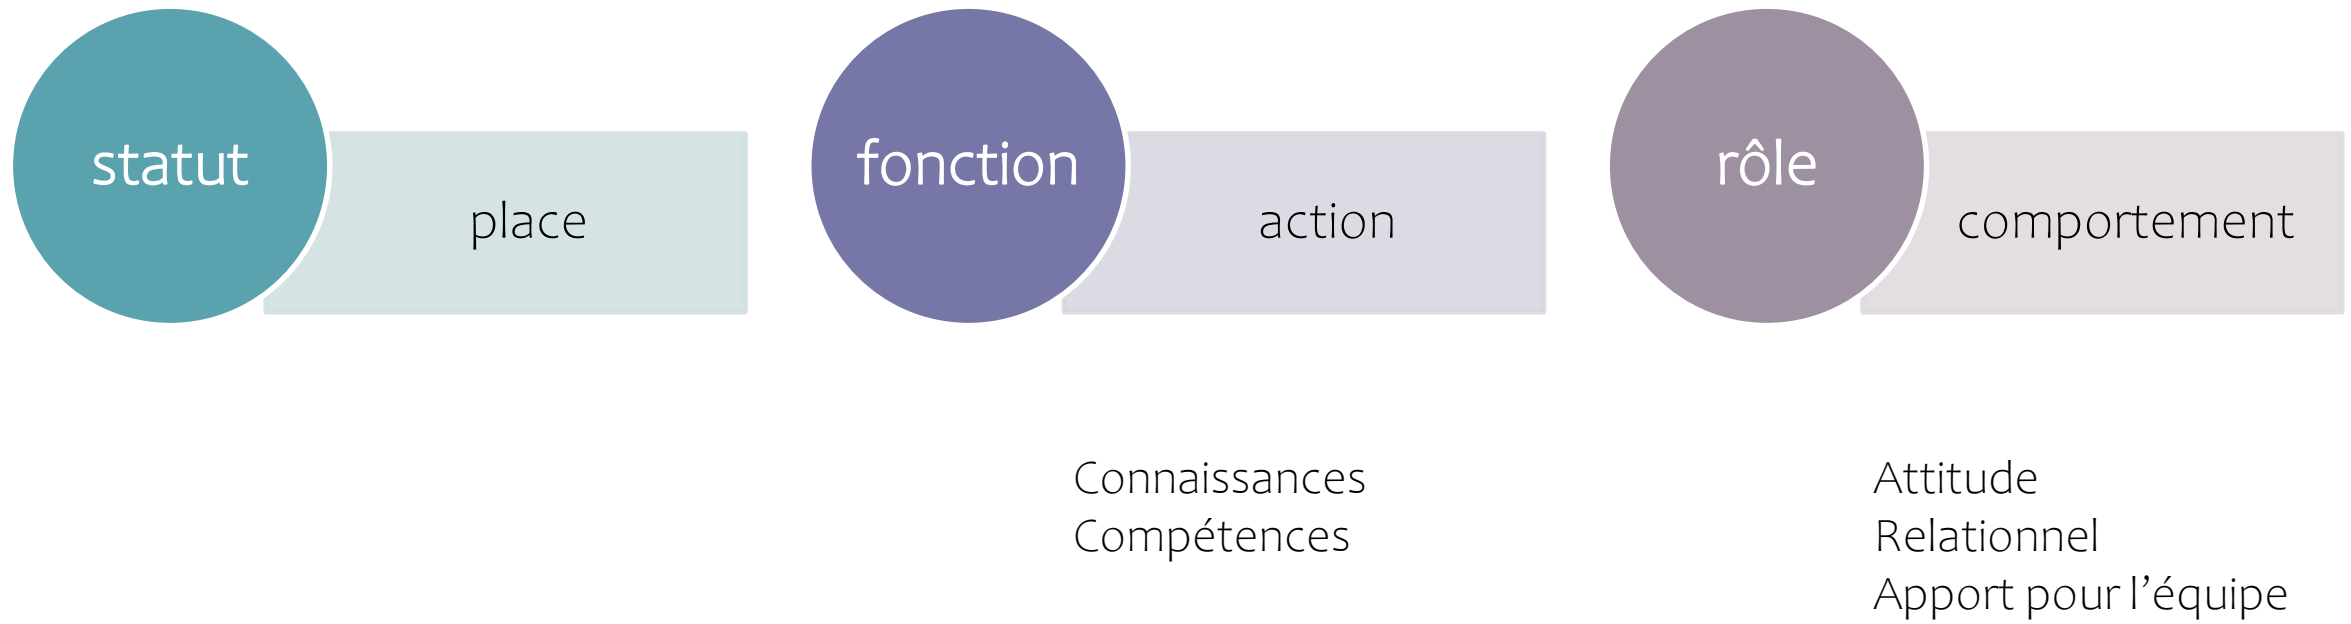 statut
place
fonction
action
rôle
comportement
Connaissances
Compétences
Attitude
Relationnel
Apport pour l’équipe